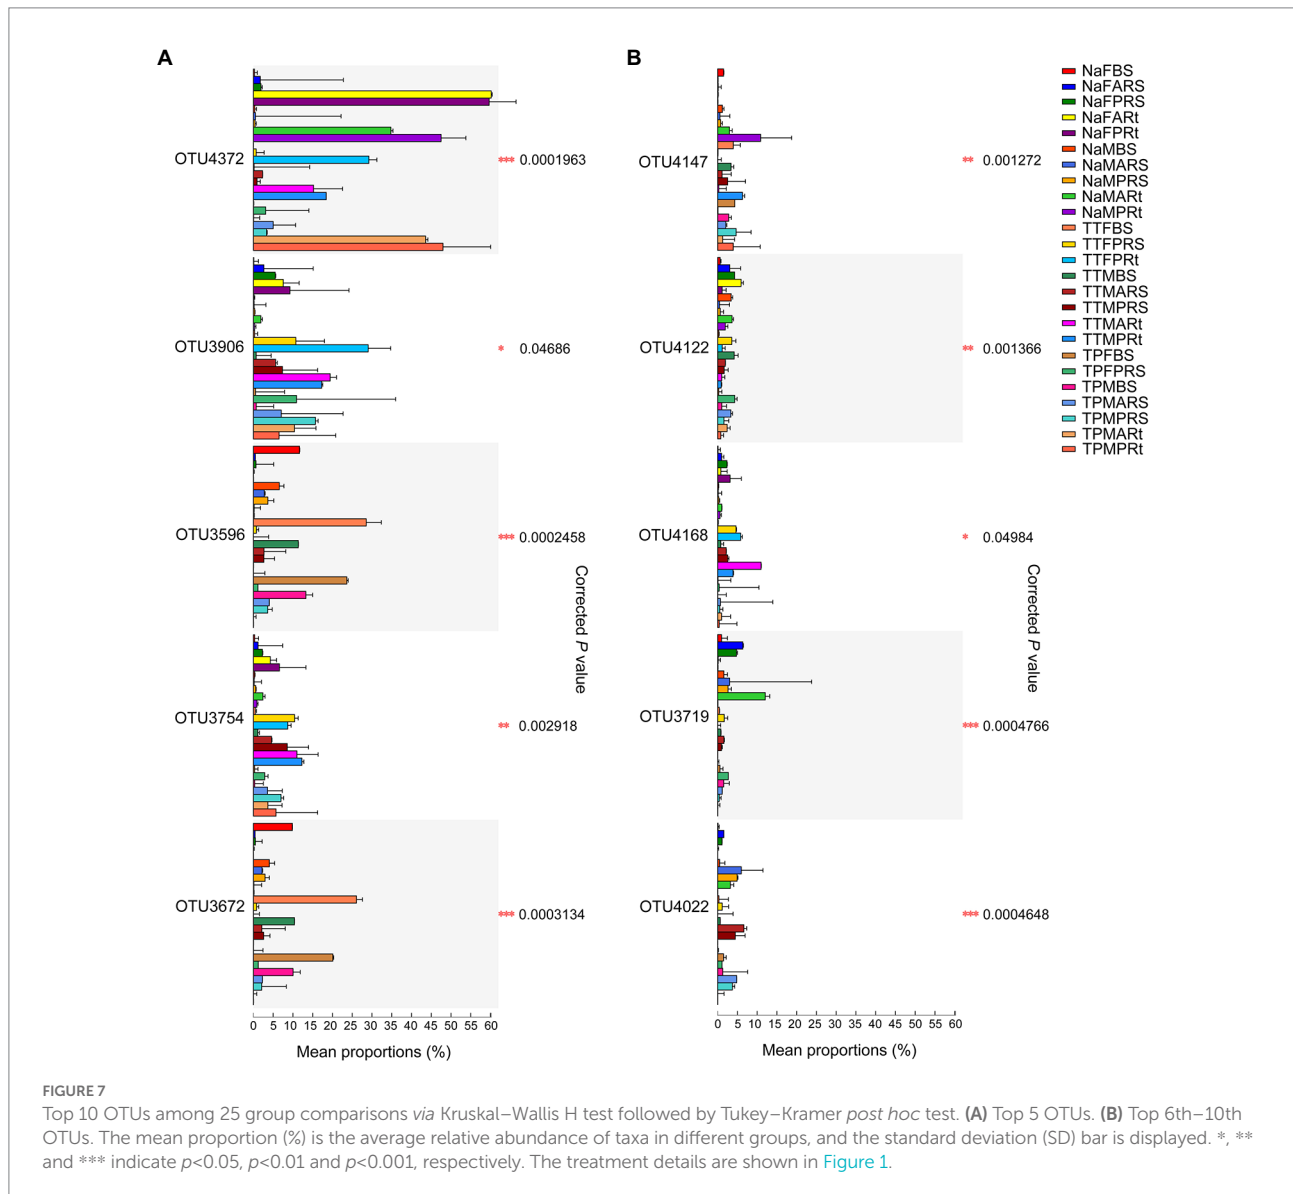 A
B
OTU4372
*** 0.0001963
OTU3906
* 0.04686
OTU3596
*** 0.0002458
OTU3754
** 0.002918
OTU3672
*** 0.0003134
Corrected P value
0 5 10 15 20 25 30 35 40 45 50 55 60
Mean proportions (%)
OTU4147
** 0.001272
OTU4122
** 0.001366
OTU4168
* 0.04984
OTU3719
*** 0.0004766
OTU4022
*** 0.0004648
Corrected P value
0 5 10 15 20 25 30 35 40 45 50 55 60
Mean proportions (%)
NaFBS
NaFARS
NaFPRS
NaFARt
NaFPRt
NaMBS
NaMARS
NaMPRS
NaMARt
NaMPRt
TTFBS
TTFPRS
TTFPRt
TTMBS
TTMARS
TTMPRS
TTMARt
TTMPRt
TPFBS
TPFPRS
TPMBS
TPMARS
TPMPRS
TPMARt
TPMPRt
FIGURE 7
Top 10 OTUs among 25 group comparisons via Kruskal–Wallis H test followed by Tukey–Kramer post hoc test. (A) Top 5 OTUs. (B) Top 6th–10th
OTUs. The mean proportion (%) is the average relative abundance of taxa in different groups, and the standard deviation (SD) bar is displayed. *, **
and *** indicate p<0.05, p<0.01 and p<0.001, respectively. The treatment details are shown in Figure 1.